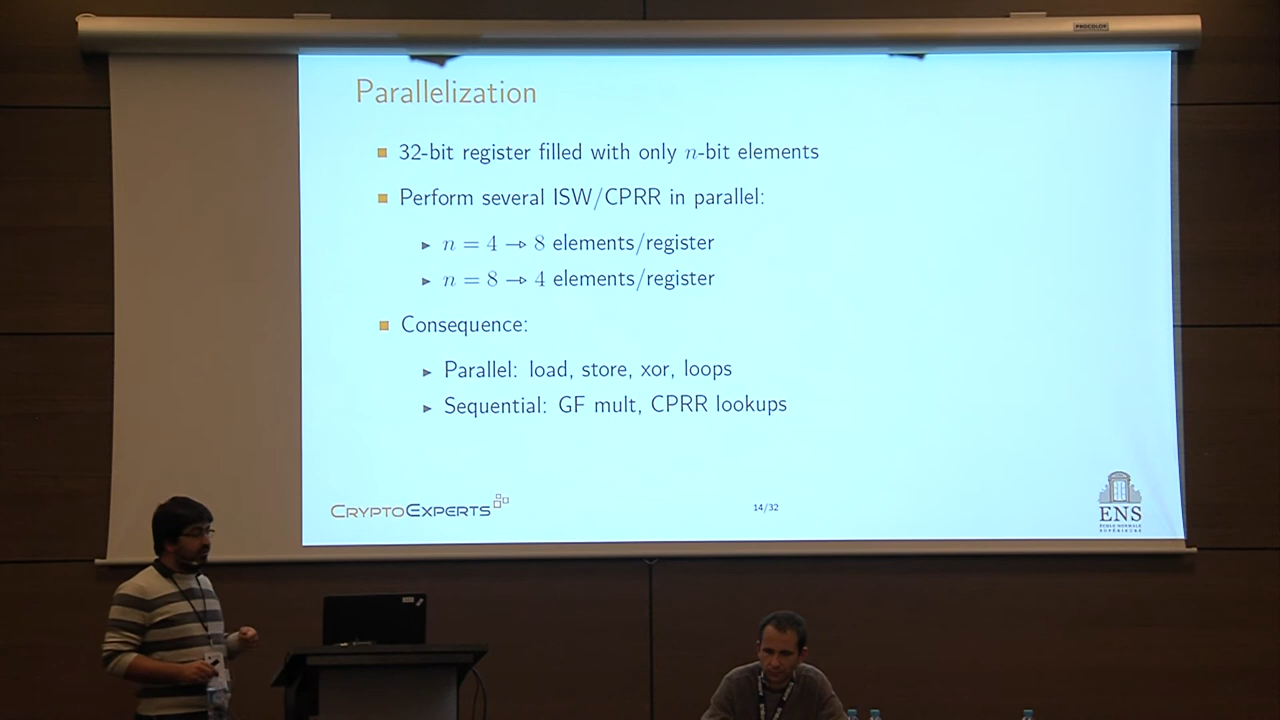 PROCOLOR
Parallelization
32-bit register filled with only n-bit elements
Perform several ISW/CPRR in parallel:
n = 4 → 8 elements/register
n = 8 → 4 elements/register
Consequence:
Parallel: load, store, xor, loops
Sequential: GF mult, CPRR lookups
CRYPTOEXPERTS
14/32
ENS
ÉCOLE NORMALE
SUPÉRIEURE